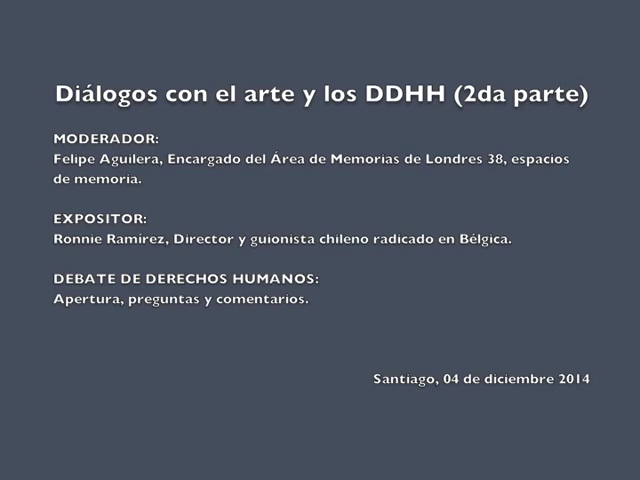 Diálogos con el arte y los DDHH (2da parte)
MODERADOR:
Felipe Aguilera, Encargado del Área de Memorias de Londres 38, espacios
de memoria.
EXPOSITOR:
Ronnie Ramírez, Director y guionista chileno radicado en Bélgica.
DEBATE DE DERECHOS HUMANOS:
Apertura, preguntas y comentarios.
Santiago, 04 de diciembre 2014